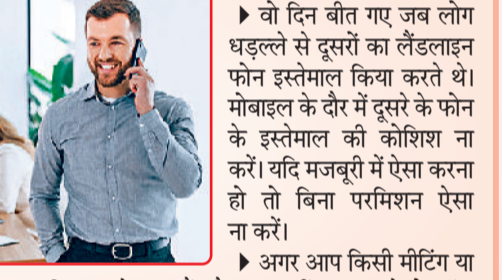 ▶ वो दिन बीत गए जब लोग
धड़ल्ले से दूसरों का लैंडलाइन
फोन इस्तेमाल किया करते थे।
मोबाइल के दौर में दूसरे के फोन
के इस्तेमाल की कोशिश ना
करें। यदि मजबूरी में ऐसा करना
हो तो बिना परमिशन ऐसा
ना करें।
▶ अगर आप किसी मीटिंग या